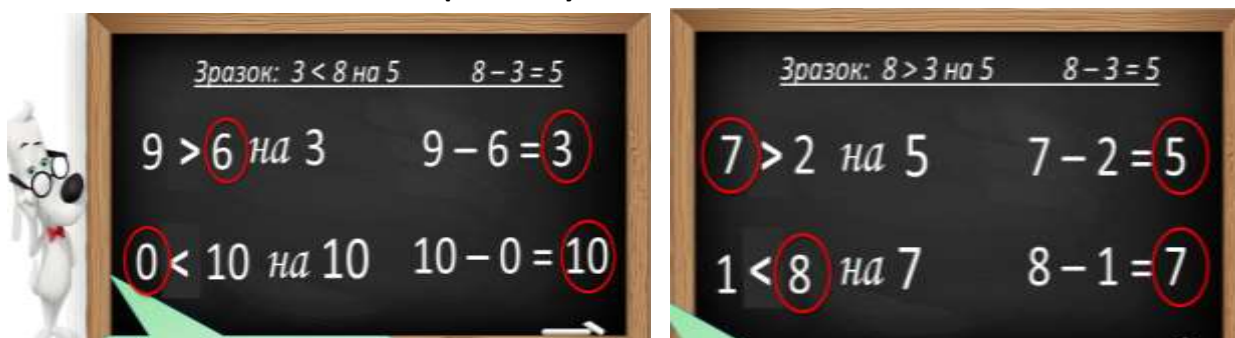 Зразок: 3 < 8 на 5 8 – 3 = 5
9 > 6 на 3 9 – 6 = 3
0 < 10 на 10 10 – 0 = 10
Зразок: 8 > 3 на 5 8 – 3 = 5
7 > 2 на 5 7 – 2 = 5
1 < 8 на 7 8 – 1 = 7